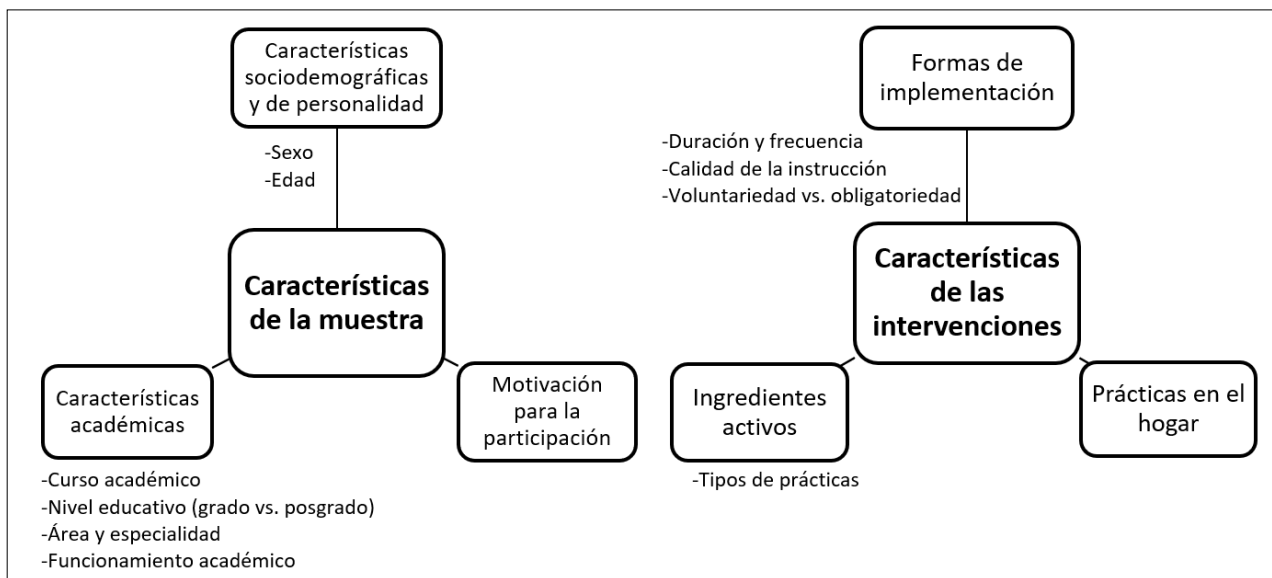 Características
sociodemográficas
y de personalidad
-Sexo
-Edad
Características
de la muestra
Características
académicas
-Curso académico
-Nivel educativo (grado vs. posgrado)
-Área y especialidad
-Funcionamiento académico
Motivación
para la
participación
Formas de
implementación
-Duración y frecuencia
-Calidad de la instrucción
-Voluntariedad vs. obligatoriedad
Características
de las
intervenciones
Ingredientes
activos
-Tipos de prácticas
Prácticas en el
hogar